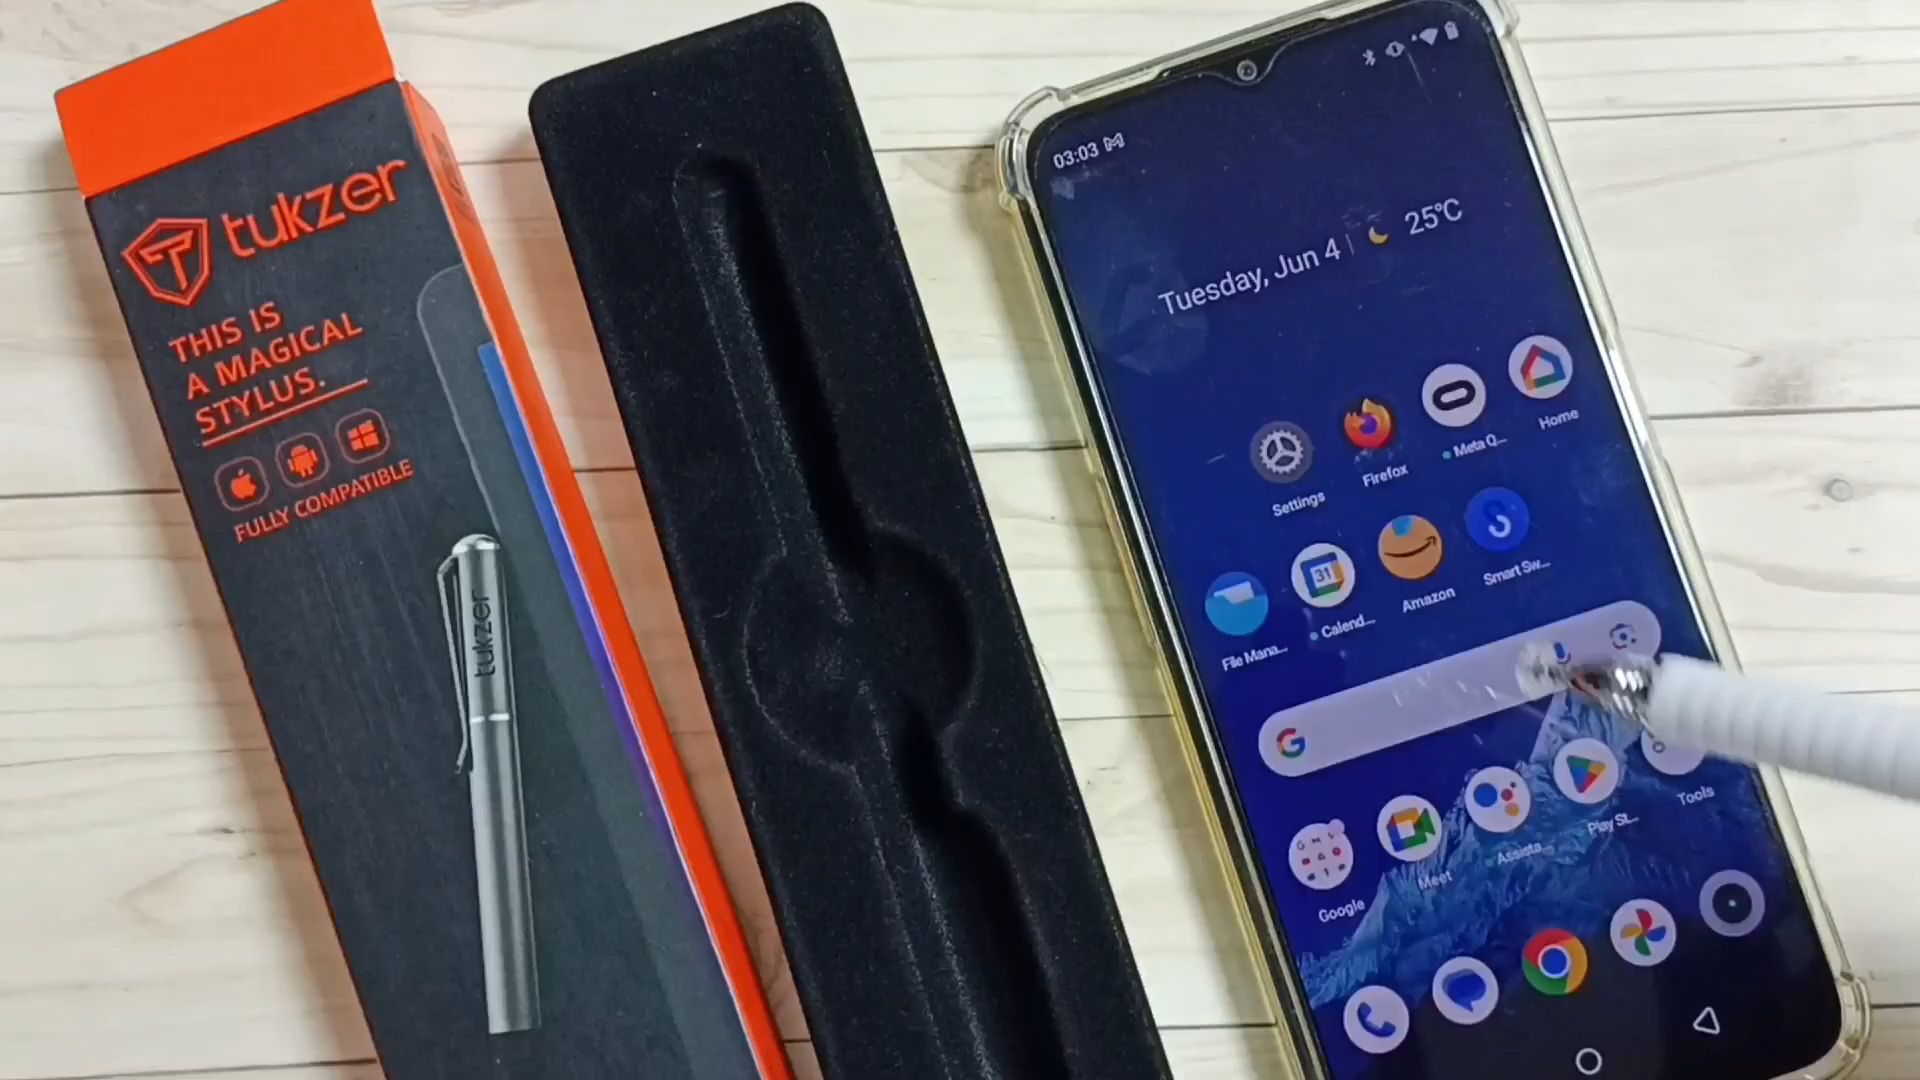 tukzer
THIS IS
A MAGICAL
STYLUS.
FULLY COMPATIBLE
tukzer
03:03
Tuesday, Jun 4
25°C
Settings
Firefox
Meta Q...
Home
File Mana...
31
Calend...
Amazon
Smart Sw...
Google
Meet
Assista...
Play St...
Tools